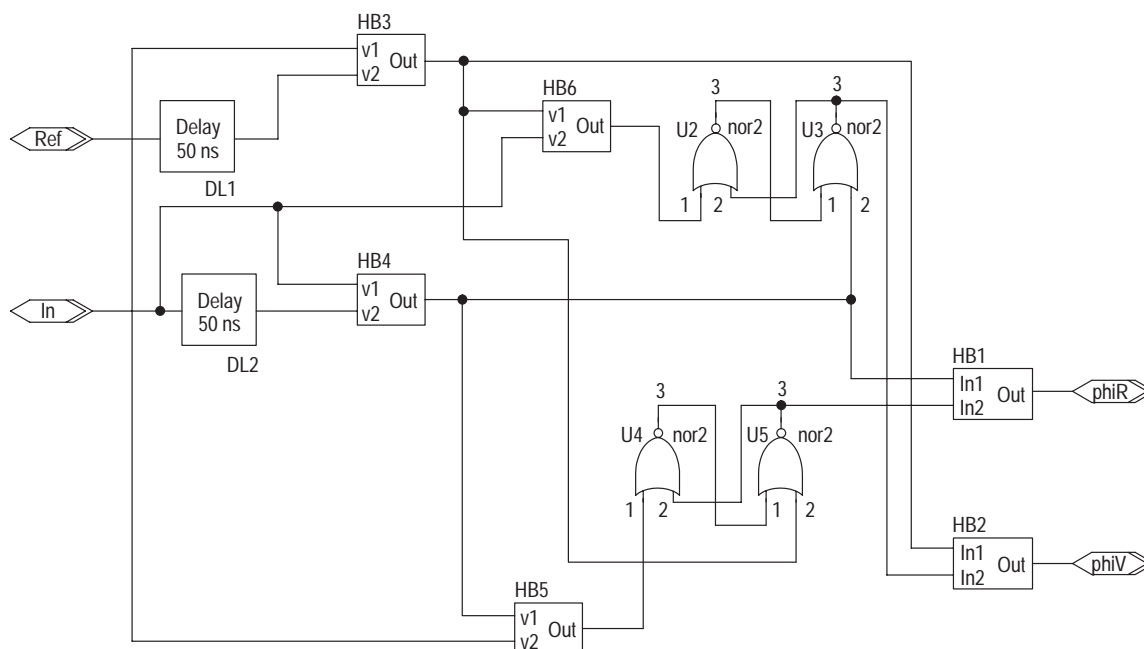 HB3
v1
Out
v2
HB6
v1
Out
v2
3
3
U2
nor2
U3
nor2
Ref
Delay
50 ns
DL1
1
2
1
2
HB4
v1
Out
v2
In
Delay
50 ns
DL2
HB1
In1
Out
In2
phiR
3
3
U4
nor2
U5
nor2
1
2
1
2
HB2
In1
Out
In2
phiV
HB5
v1
Out
v2